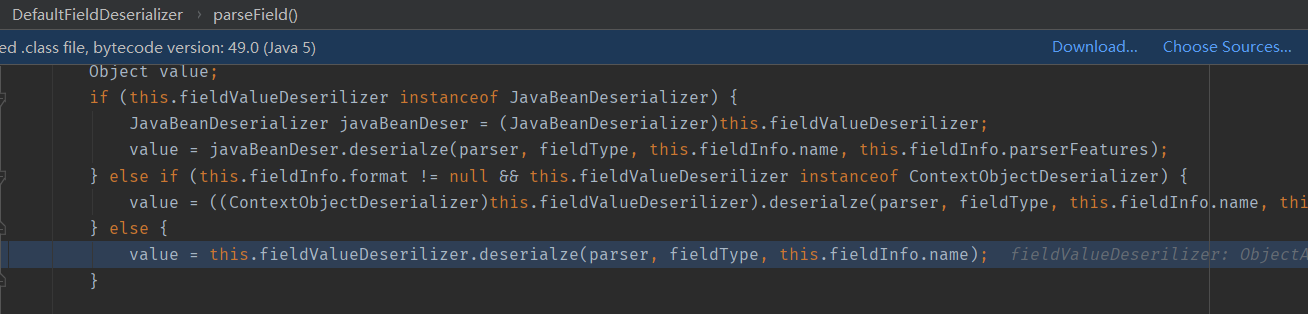 DefaultFieldDeserializer › parseField()
ed .class file, bytecode version: 49.0 (Java 5) Download... Choose Sources...
Object value;
if (this.fieldValueDeserilizer instanceof JavaBeanDeserializer) {
JavaBeanDeserializer javaBeanDeser = (JavaBeanDeserializer)this.fieldValueDeserilizer;
value = javaBeanDeser.deserialze(parser, fieldType, this.fieldInfo.name, this.fieldInfo.parserFeatures);
} else if (this.fieldInfo.format != null && this.fieldValueDeserilizer instanceof ContextObjectDeserializer) {
value = ((ContextObjectDeserializer)this.fieldValueDeserilizer).deserialze(parser, fieldType, this.fieldInfo.name, thi
} else {
value = this.fieldValueDeserilizer.deserialze(parser, fieldType, this.fieldInfo.name); fieldValueDeserilizer: ObjectA
}